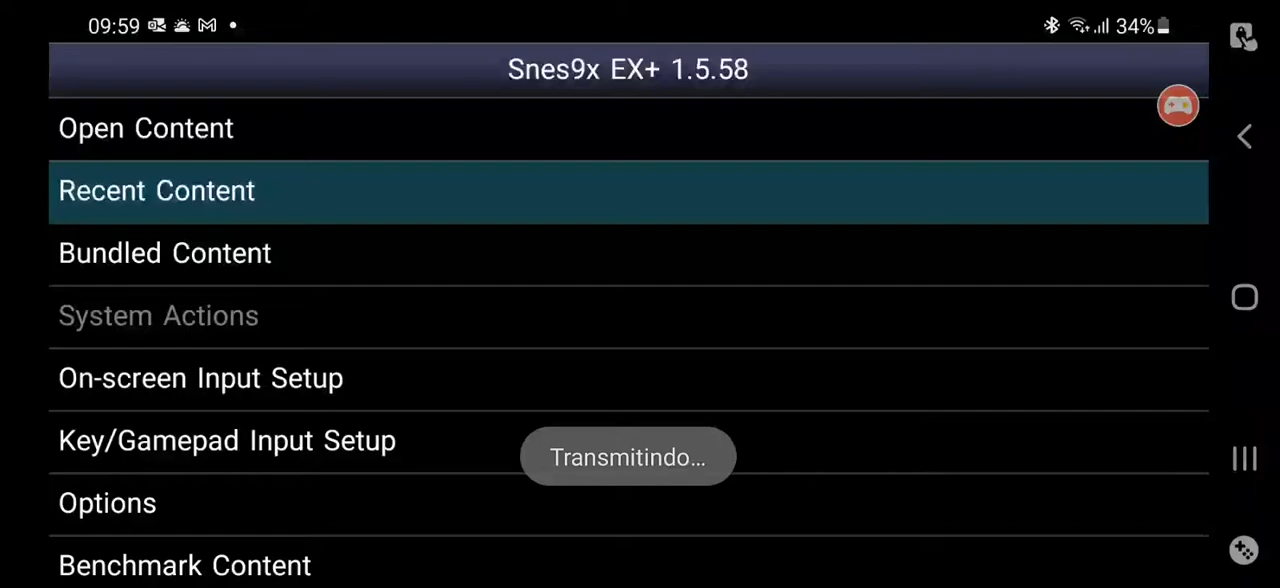 09:59 34%
Snes9x EX+ 1.5.58
Open Content
Recent Content
Bundled Content
System Actions
On-screen Input Setup
Key/Gamepad Input Setup
Transmitindo...
Options
Benchmark Content